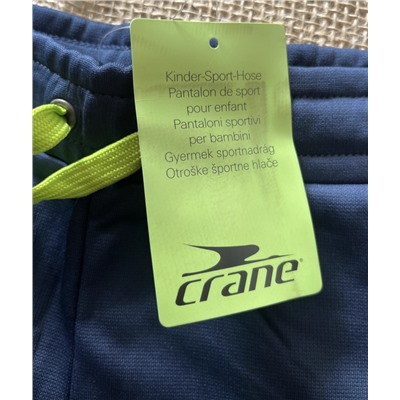 Kinder-Sport-Hose
Pantalon de sport
pour enfant
Pantaloni sportivi
per bambini
Gyermek sportnadrág
Otroške športne hlače
crane®